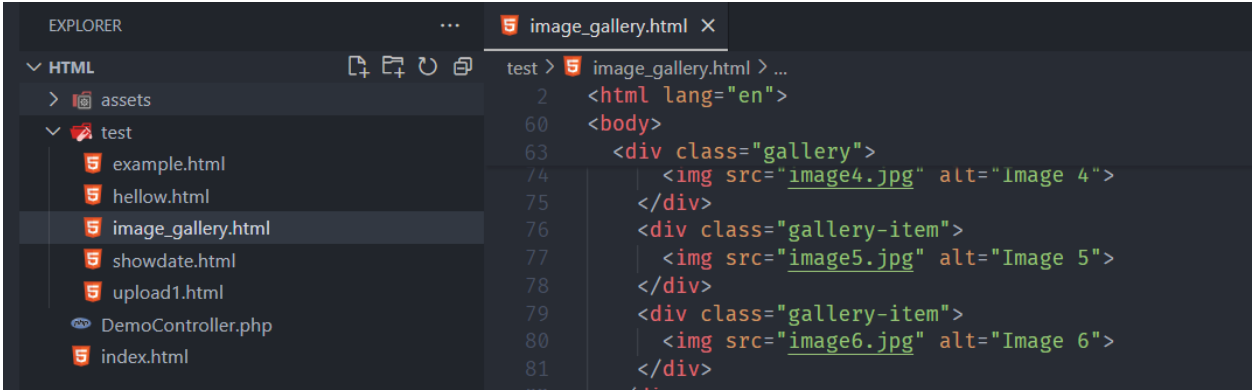 EXPLORER
HTML
assets
test
example.html
hellow.html
image_gallery.html
showdate.html
upload1.html
DemoController.php
index.html
image_gallery.html
test > image_gallery.html > ...
2 <html lang="en">
60 <body>
63 <div class="gallery">
74 <img src="image4.jpg" alt="Image 4">
75 </div>
76 <div class="gallery-item">
77 <img src="image5.jpg" alt="Image 5">
78 </div>
79 <div class="gallery-item">
80 <img src="image6.jpg" alt="Image 6">
81 </div>